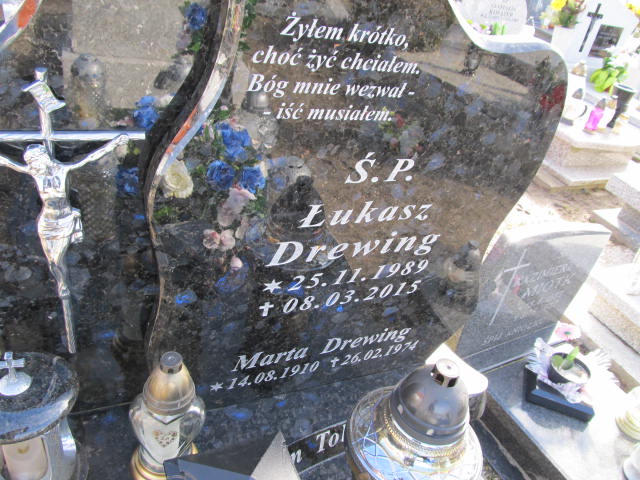 Żyłem krótko,
choć żyć chciałem.
Bóg mnie wezwał -
- iść musiałem.
Ś.P.
Łukasz
Drewing
✶ 25.11.1989
✝ 08.03.2015
Marta Drewing
✶ 14.08.1910 ✝ 26.02.1974